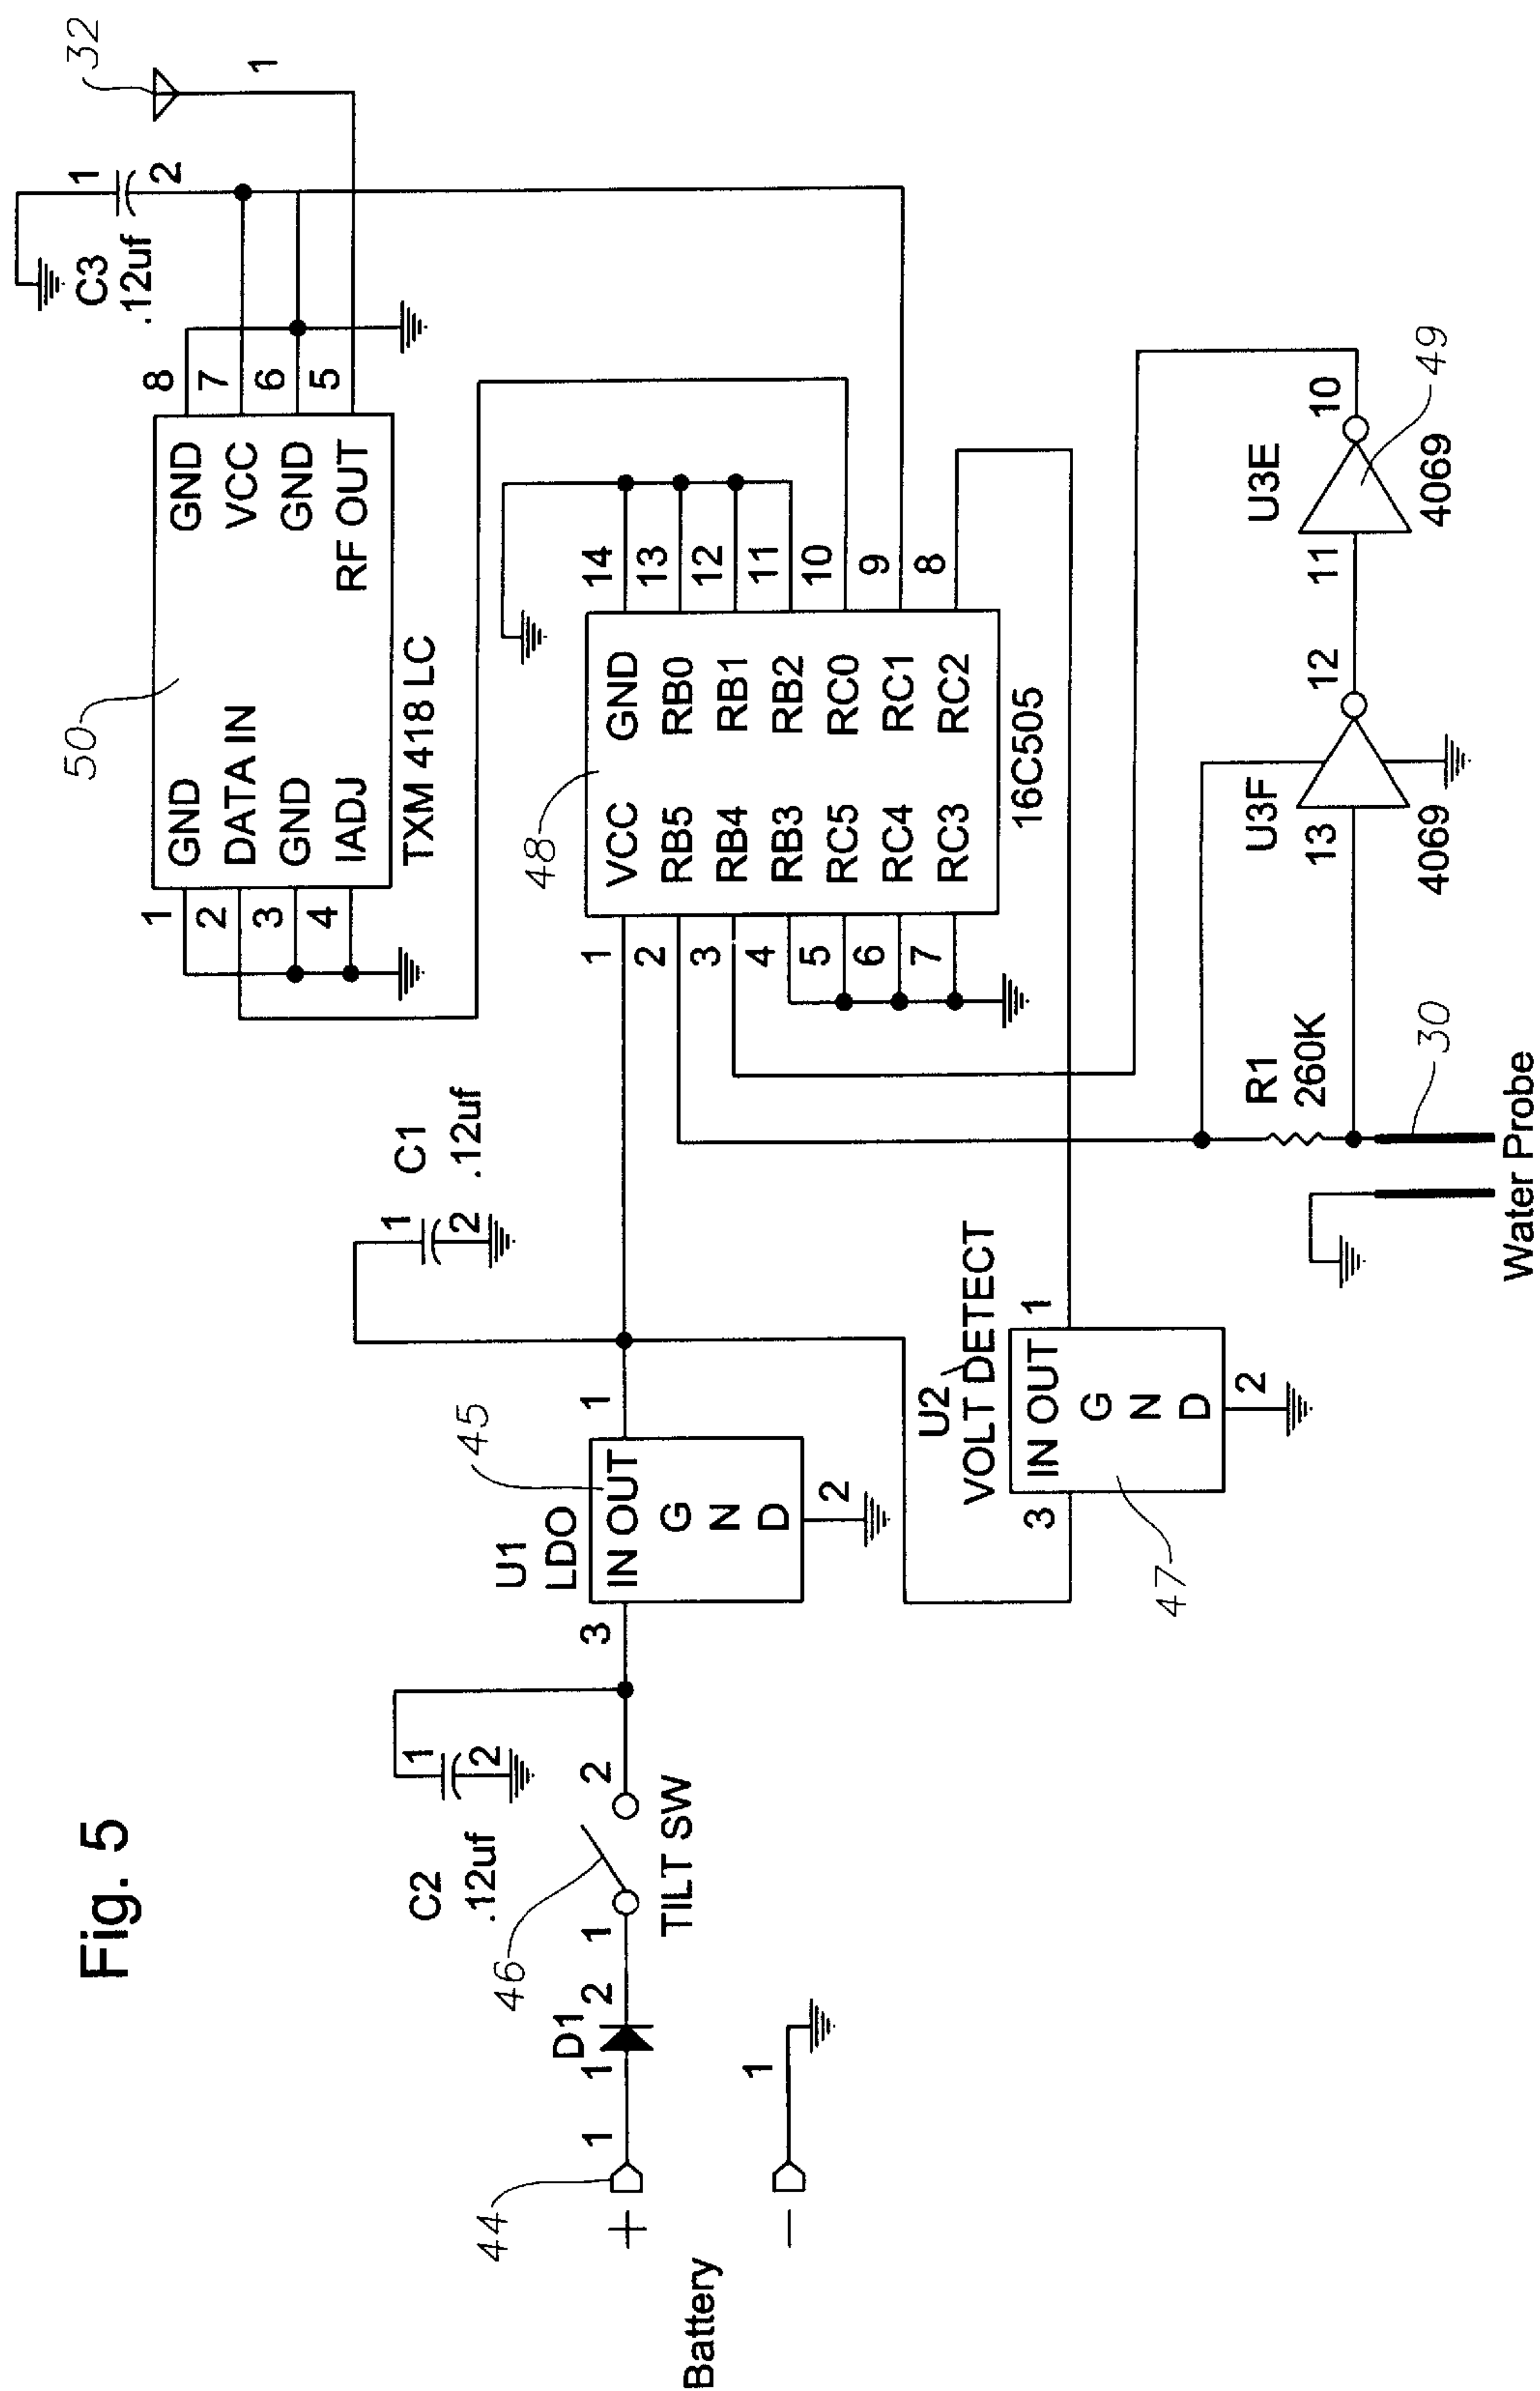 Fig. 5
32
1
1
2
C3
.12uf
50
8
7
6
5
GND
VCC
GND
RF OUT
GND
DATA IN
GND
IADJ
1
2
3
4
TXM 418 LC
48
14
13
12
11
10
9
8
GND
RB0
RB1
RB2
RC0
RC1
RC2
VCC
RB5
RB4
RB3
RC5
RC4
RC3
1
2
3
4
5
6
7
16C505
C1
.12uf
1
2
C2
.12uf
1
2
44
+
Battery
−
1
1
D1
1
2
46
1
2
TILT SW
U1
LDO
45
3
IN OUT
G
N
D
1
2
U2
VOLT DETECT
3
IN OUT
G
N
D
1
2
47
R1
260K
30
Water Probe
U3F
13
12
4069
U3E
11
10
4069
49